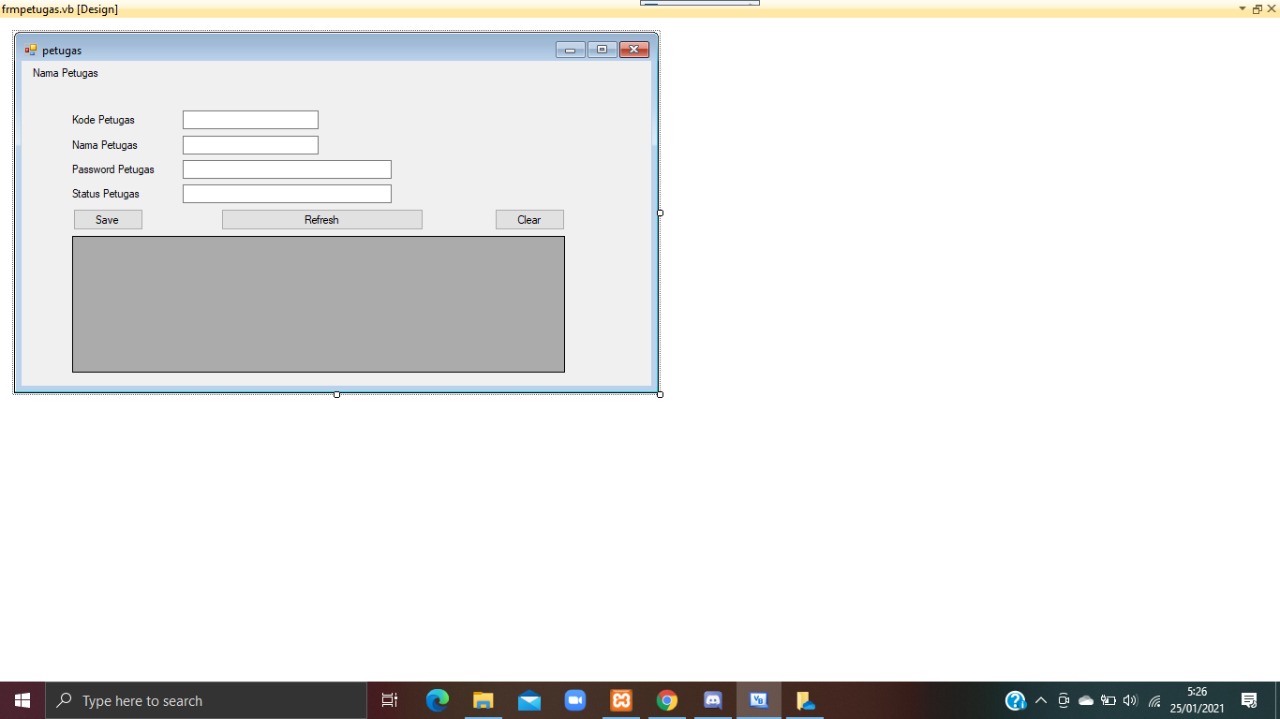 frmpetugas.vb [Design]
petugas
Nama Petugas
Kode Petugas
Nama Petugas
Password Petugas
Status Petugas
Save Refresh Clear
Type here to search
5:26
25/01/2021